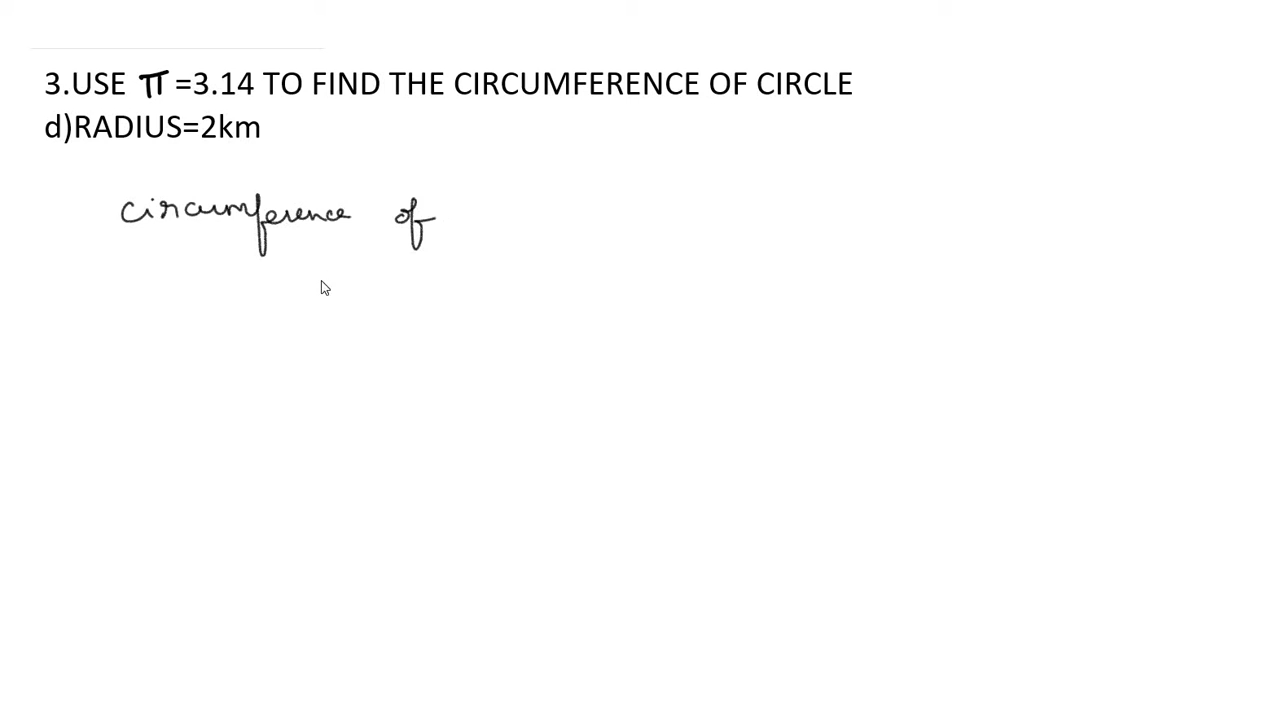 3.USE π =3.14 TO FIND THE CIRCUMFERENCE OF CIRCLE
d)RADIUS=2km
circumference of